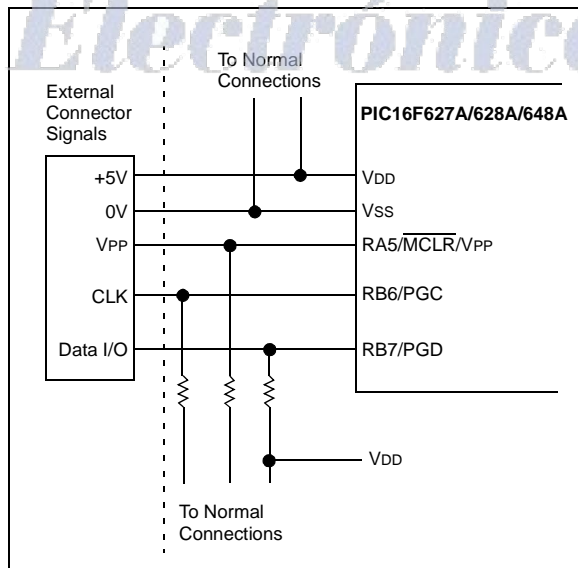 Electrónica
To Normal
Connections
External
Connector
Signals
PIC16F627A/628A/648A
+5V
VDD
0V
VSS
VPP
RA5/MCLR/VPP
CLK
RB6/PGC
Data I/O
RB7/PGD
VDD
To Normal
Connections